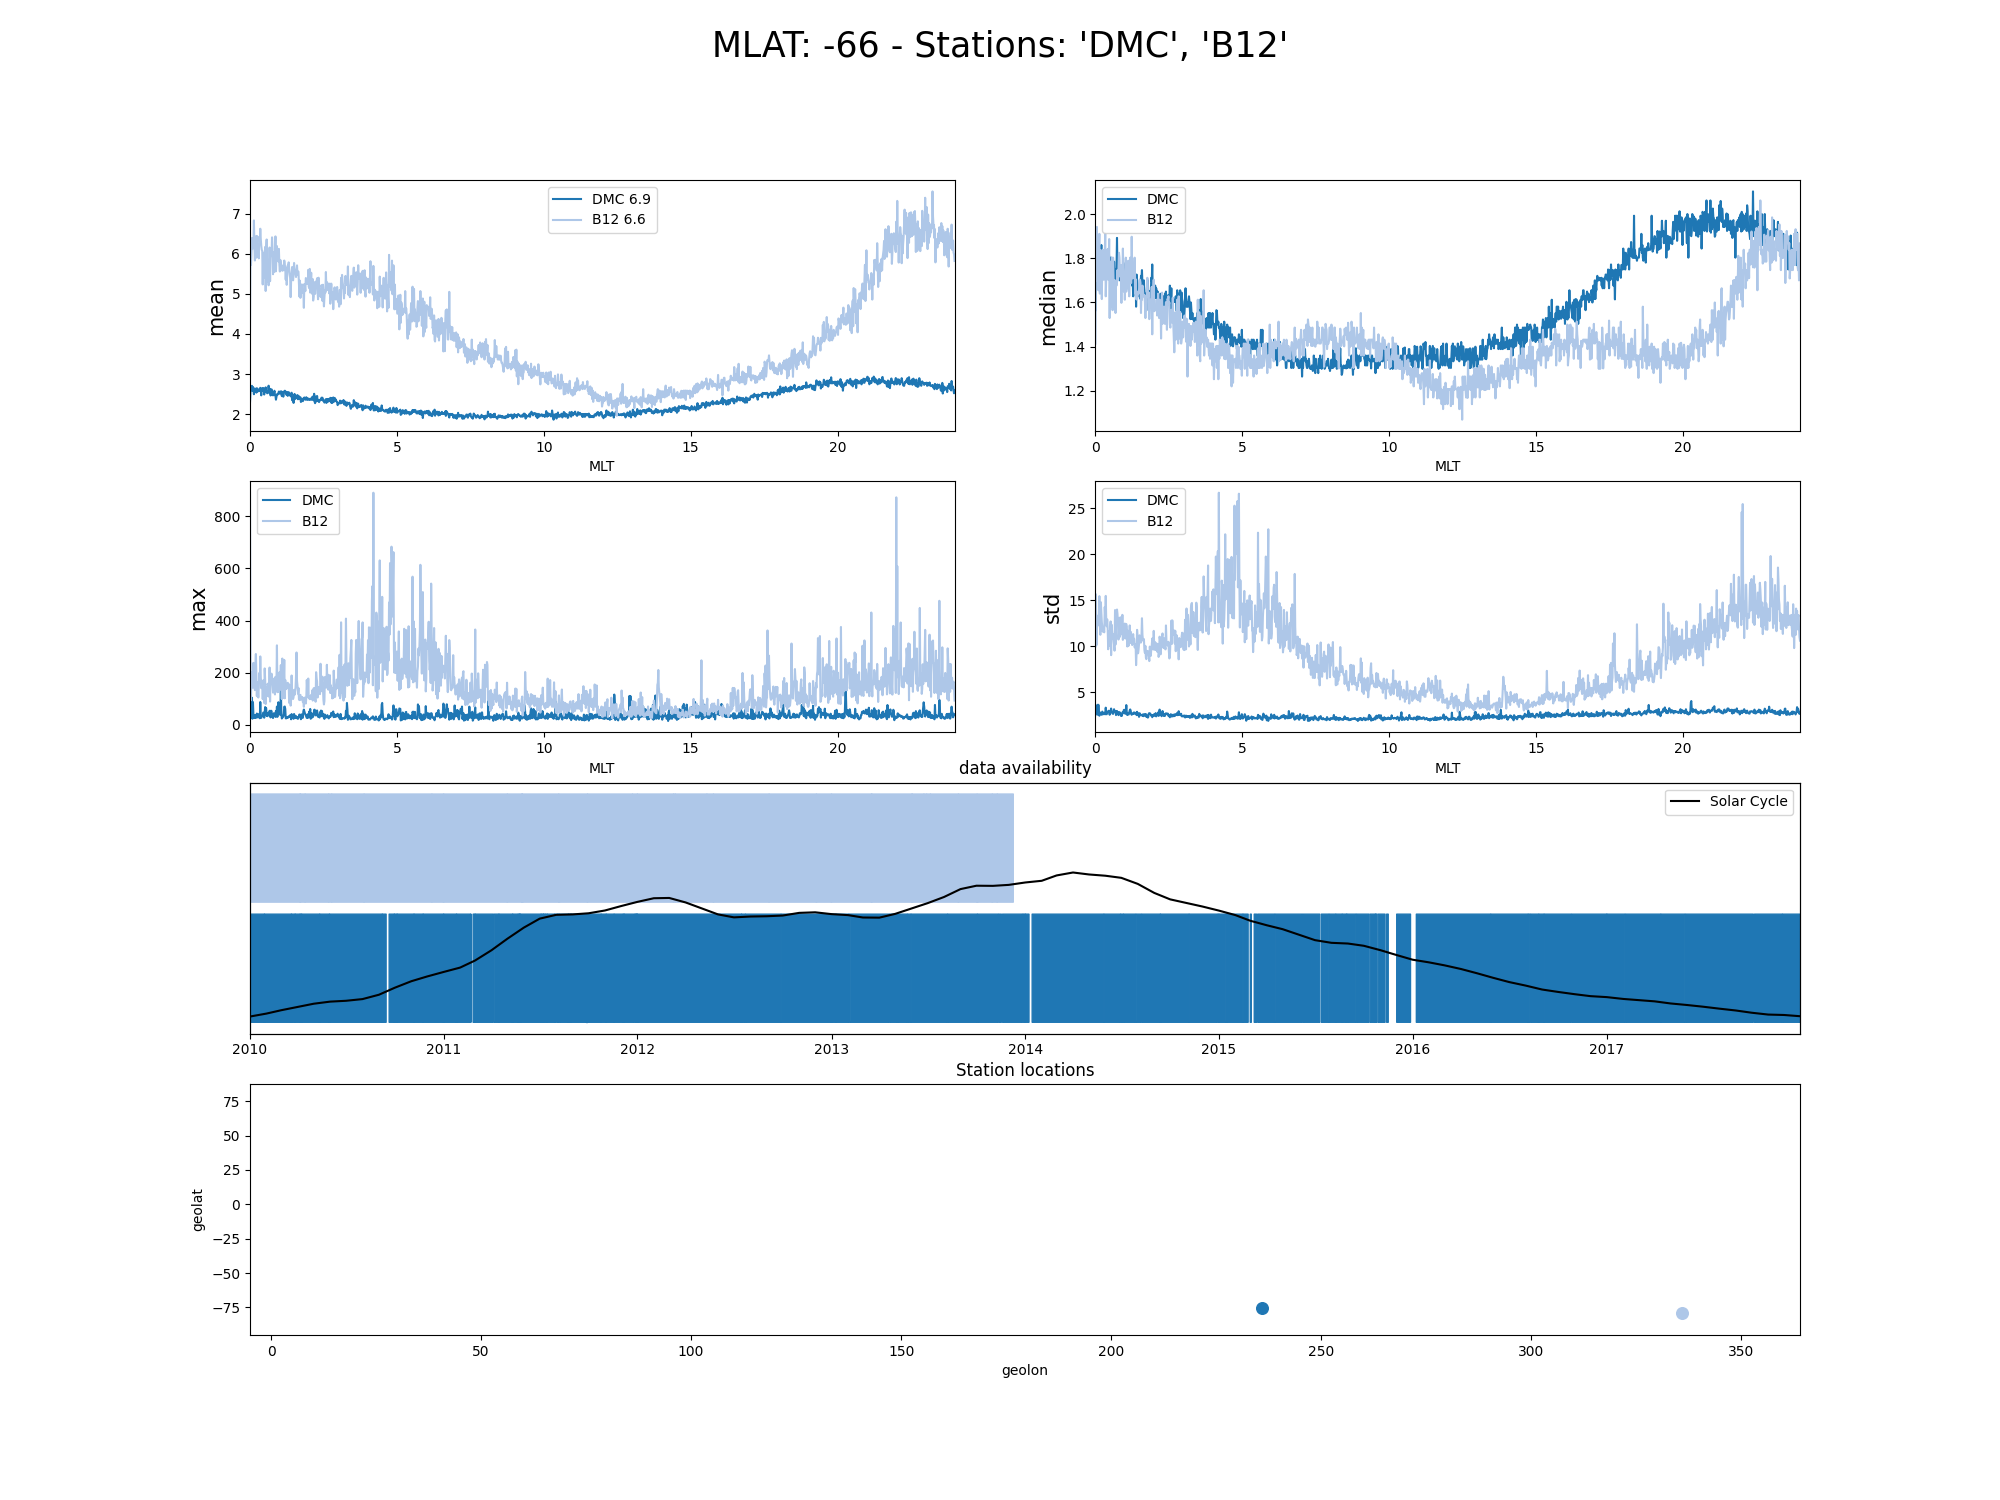 MLAT: -66 - Stations: 'DMC', 'B12'
mean
7
6
5
4
3
2
DMC 6.9
B12 6.6
0 5 10 15 20
MLT
median
2.0
1.8
1.6
1.4
1.2
DMC
B12
0 5 10 15 20
MLT
max
800
600
400
200
0
DMC
B12
0 5 10 15 20
MLT
std
25
20
15
10
5
DMC
B12
0 5 10 15 20
MLT
data availability
Solar Cycle
2010 2011 2012 2013 2014 2015 2016 2017
Station locations
geolat
75
50
25
0
−25
−50
−75
0 50 100 150 200 250 300 350
geolon